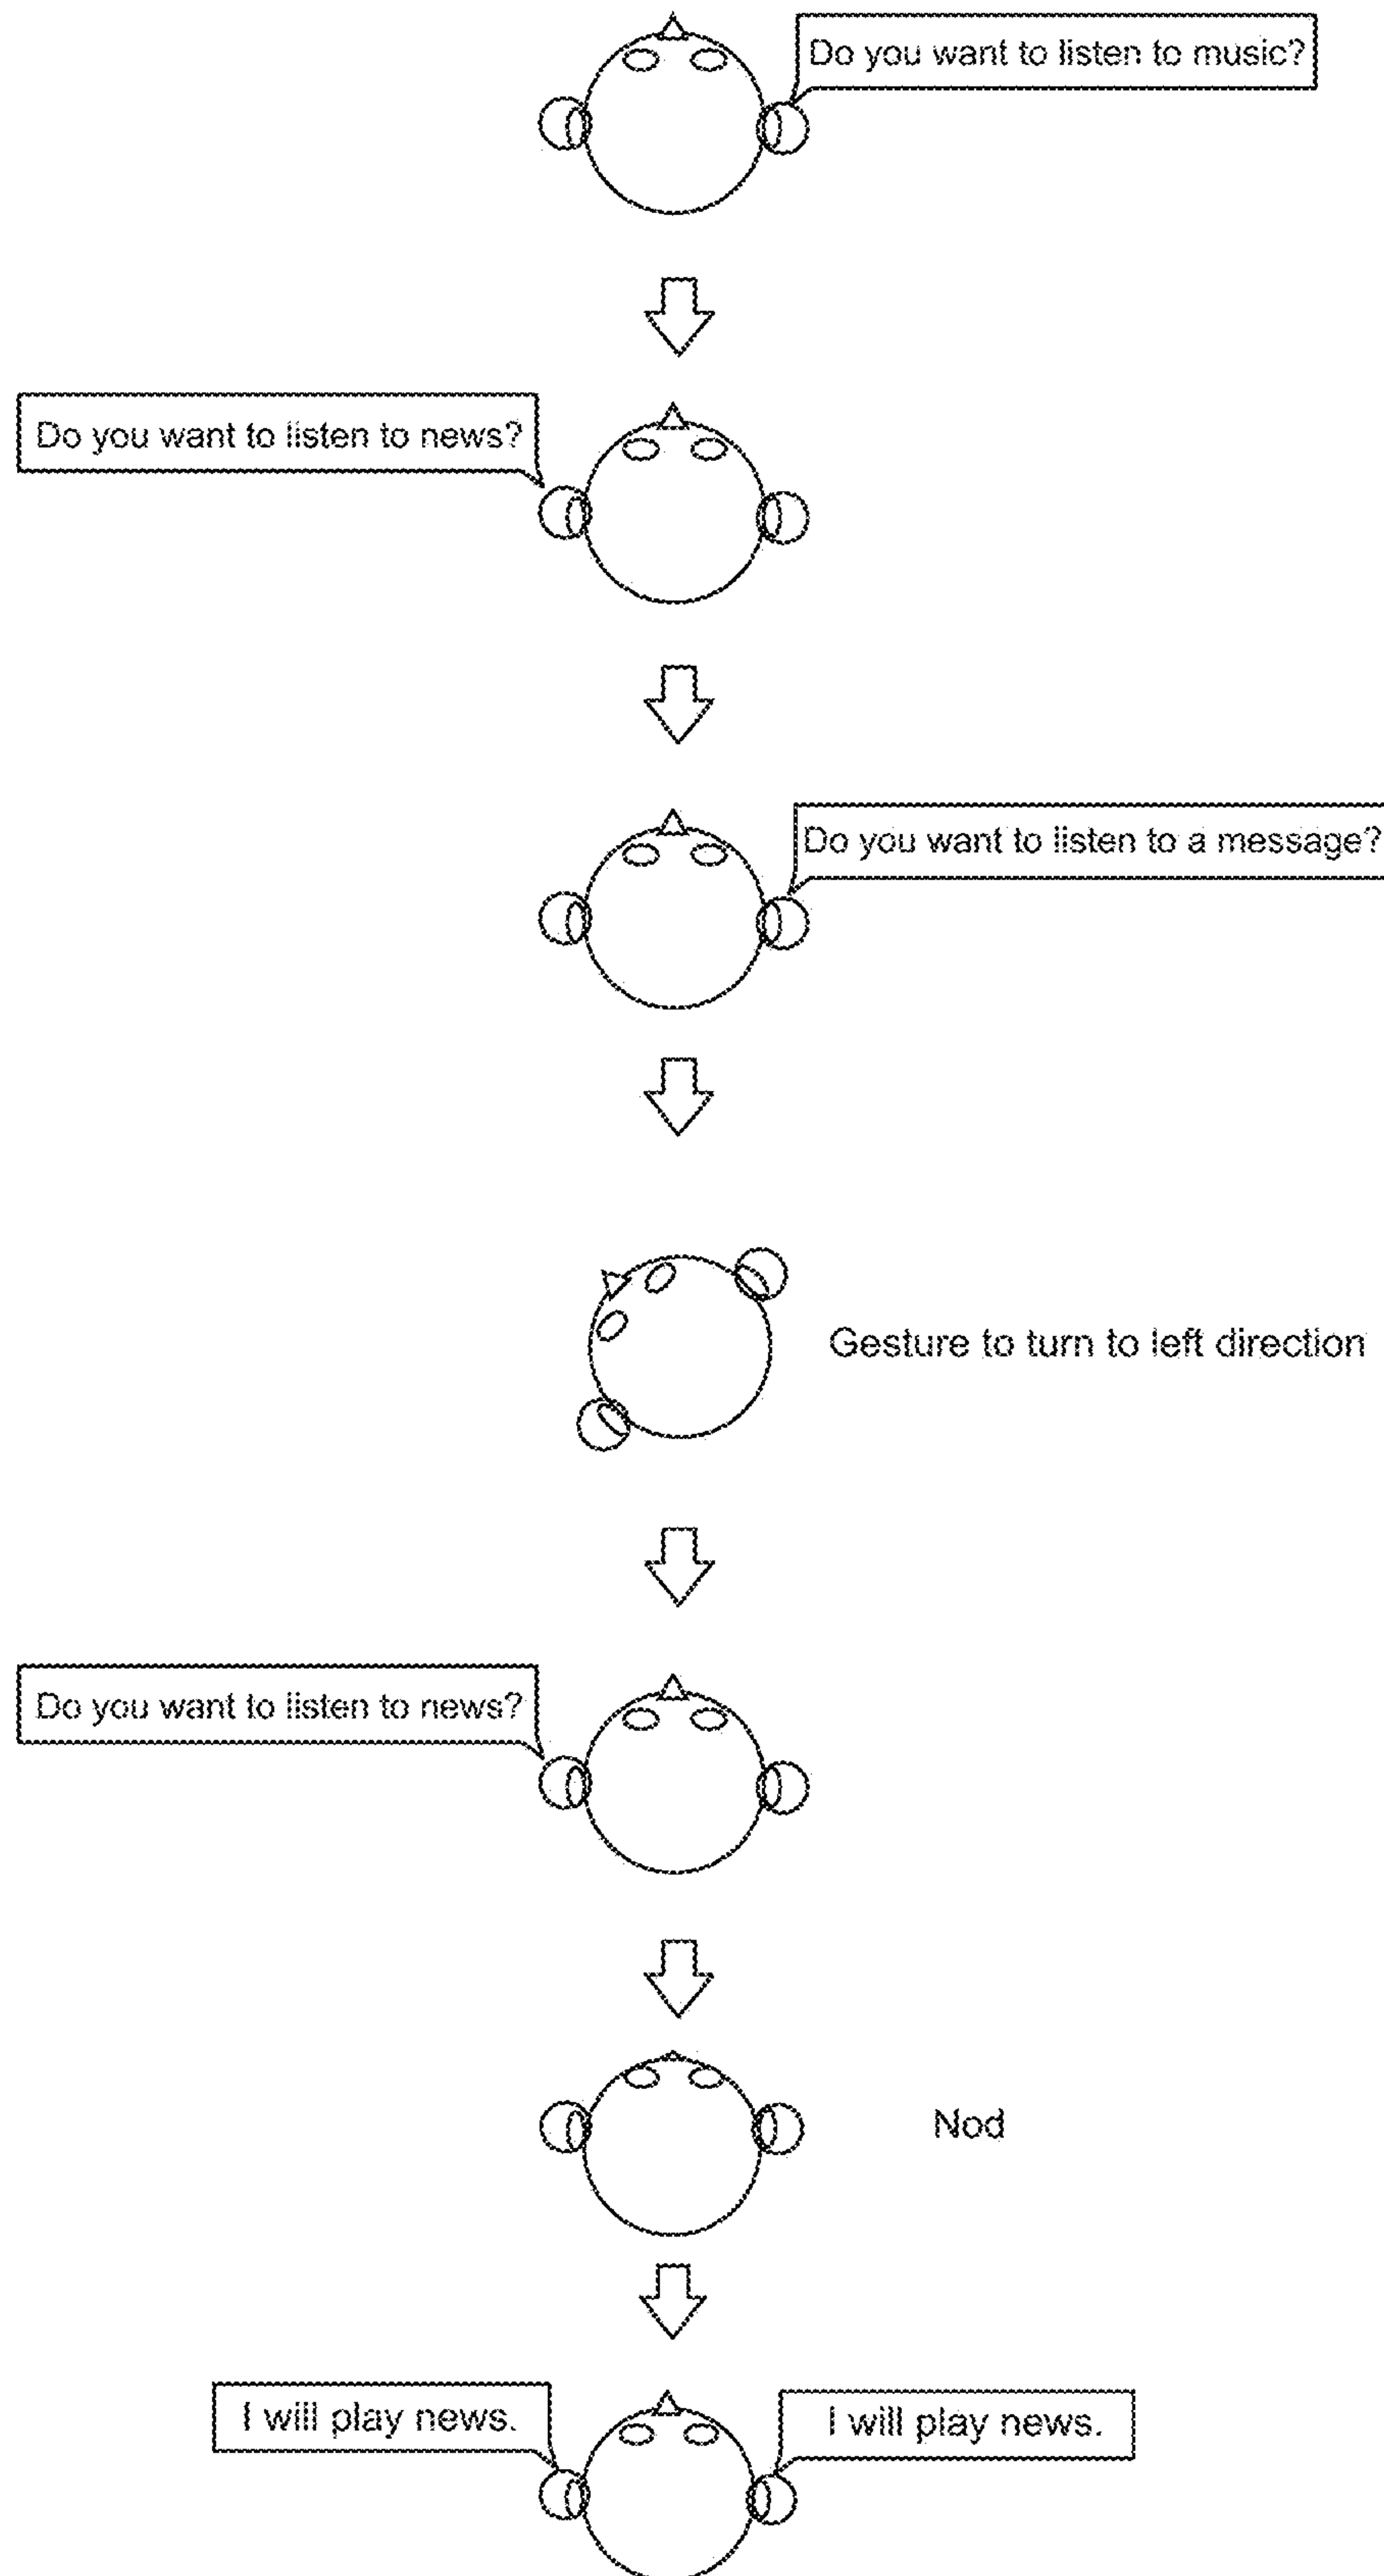 Do you want to listen to music?
Do you want to listen to news?
Do you want to listen to a message?
Gesture to turn to left direction
Do you want to listen to news?
Nod
I will play news.
I will play news.